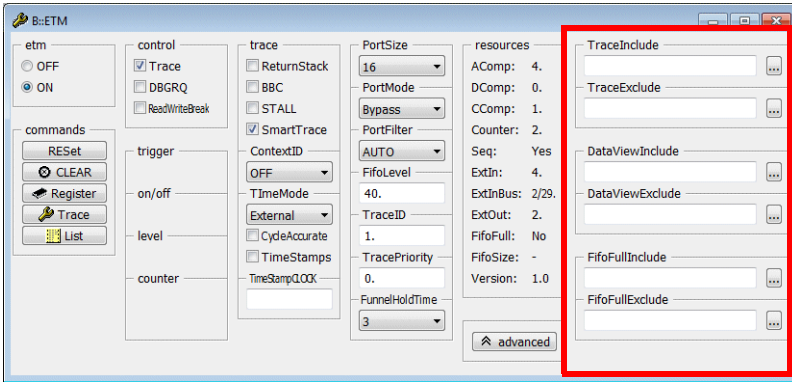 B::ETM
etm
OFF
ON
commands
RESet
CLEAR
Register
Trace
List
control
Trace
DBGRQ
ReadWriteBreak
trigger
on/off
level
counter
trace
ReturnStack
BBC
STALL
SmartTrace
ContextID
OFF
TImeMode
External
CycleAccurate
TimeStamps
TimeStampCLOCK
PortSize
16
PortMode
Bypass
PortFilter
AUTO
FifoLevel
40.
TraceID
1.
TracePriority
0.
FunnelHoldTime
3
resources
AComp: 4.
DComp: 0.
CComp: 1.
Counter: 2.
Seq: Yes
ExtIn: 4.
ExtInBus: 2/29.
ExtOut: 2.
FifoFull: No
FifoSize: -
Version: 1.0
advanced
TraceInclude
...
TraceExclude
...
DataViewInclude
...
DataViewExclude
...
FifoFullInclude
...
FifoFullExclude
...